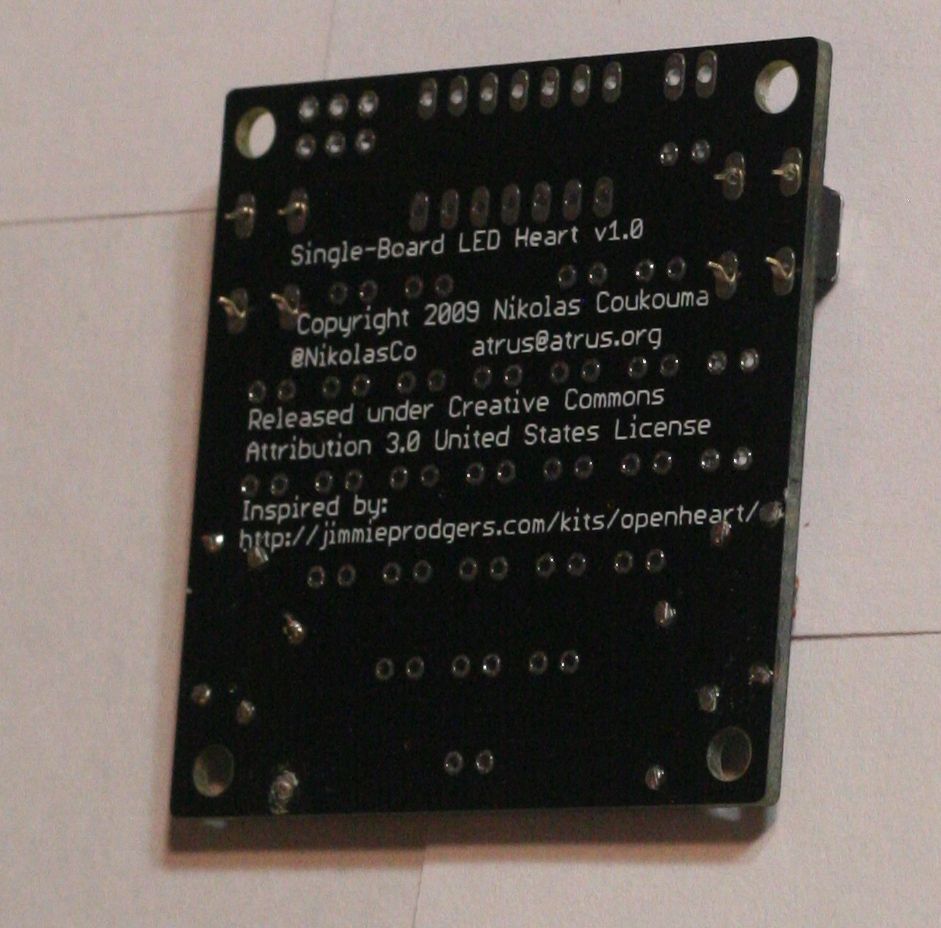 Single-Board LED Heart v1.0
Copyright 2009 Nikolas Coukouma
@NikolasCo atrus@atrus.org
Released under Creative Commons
Attribution 3.0 United States License
Inspired by:
http://jimmieprodgers.com/kits/openheart/